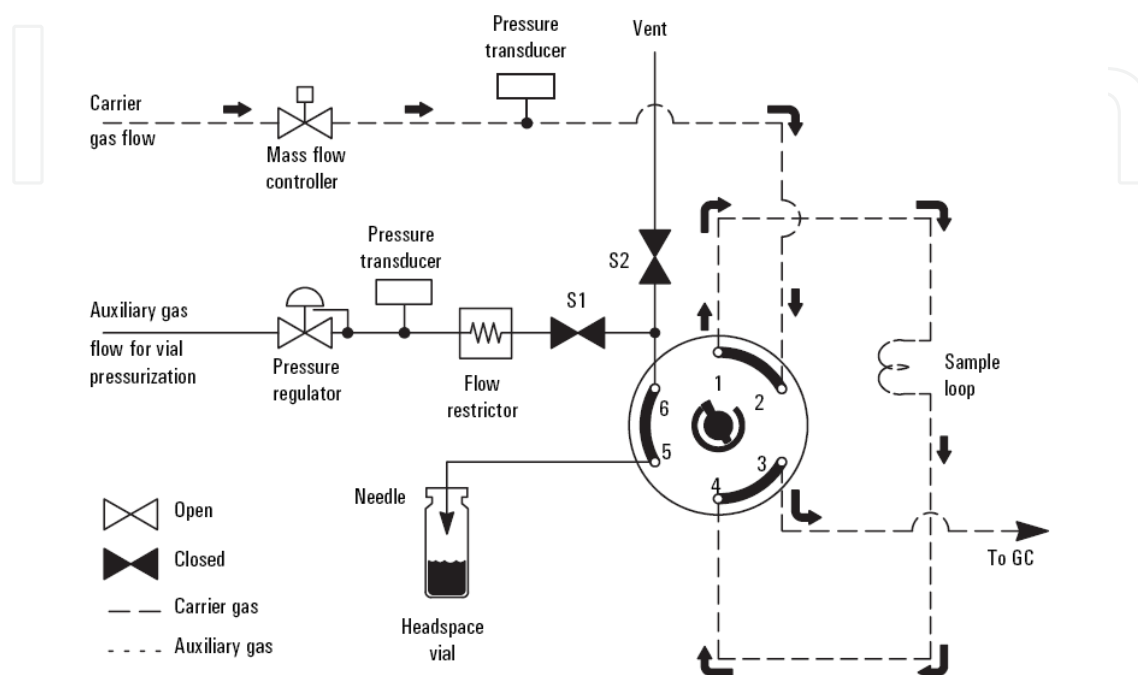 Pressure
transducer
Vent
Carrier
gas flow
Mass flow
controller
Pressure
transducer
S2
S1
Auxiliary gas
flow for vial
pressurization
Pressure
regulator
Flow
restrictor
Sample
loop
1
2
3
4
5
6
Needle
Open
Closed
Carrier gas
Auxiliary gas
Headspace
vial
To GC